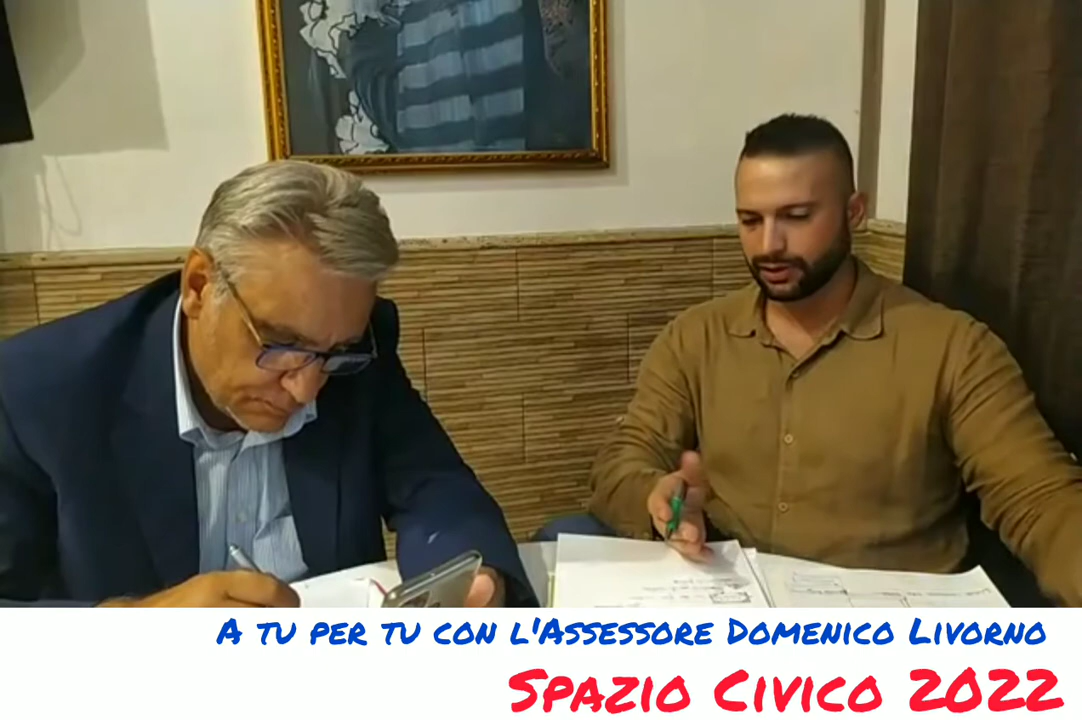 A tu per tu con l'Assessore Domenico Livorno
Spazio Civico 2022